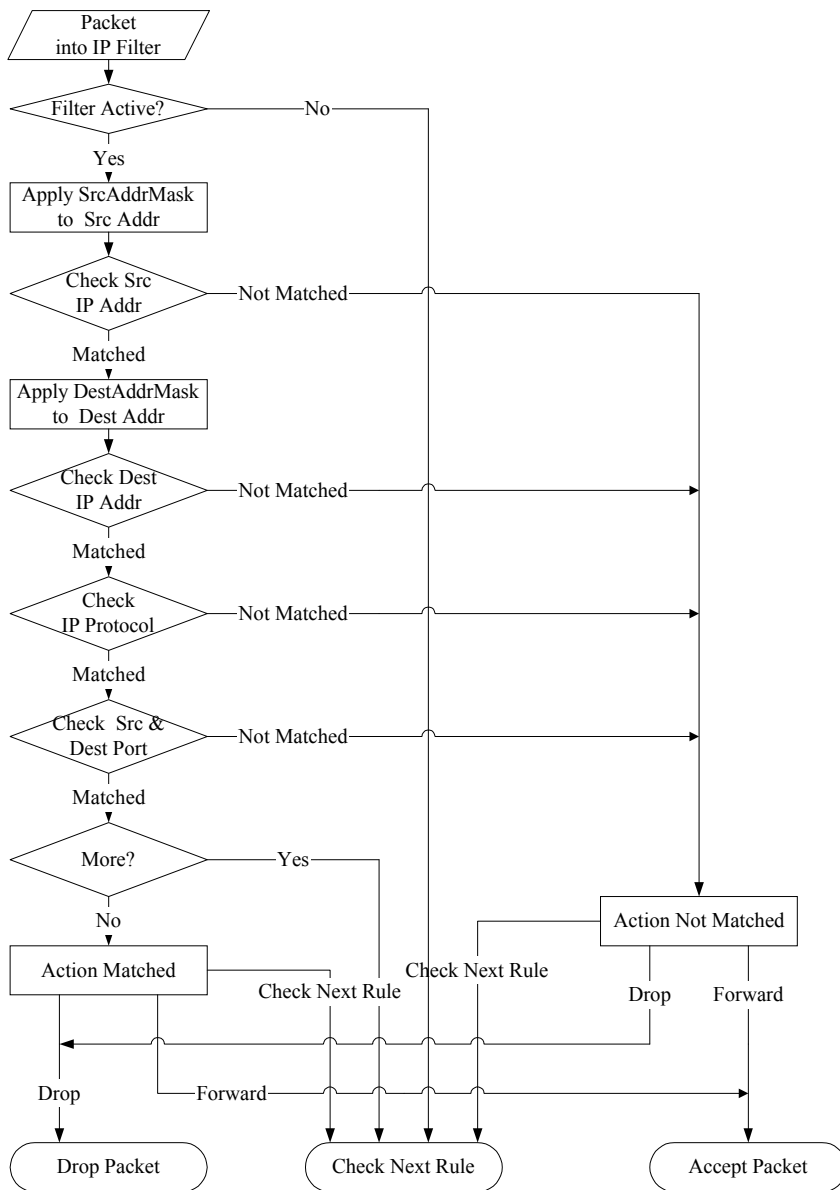 Packet
into IP Filter
Filter Active?
No
Yes
Apply SrcAddrMask
to Src Addr
Check Src
IP Addr
Not Matched
Matched
Apply DestAddrMask
to Dest Addr
Check Dest
IP Addr
Not Matched
Matched
Check
IP Protocol
Not Matched
Matched
Check Src &
Dest Port
Not Matched
Matched
More?
Yes
No
Action Not Matched
Action Matched
Check Next Rule
Check Next Rule
Drop
Forward
Drop
Forward
Drop Packet
Check Next Rule
Accept Packet